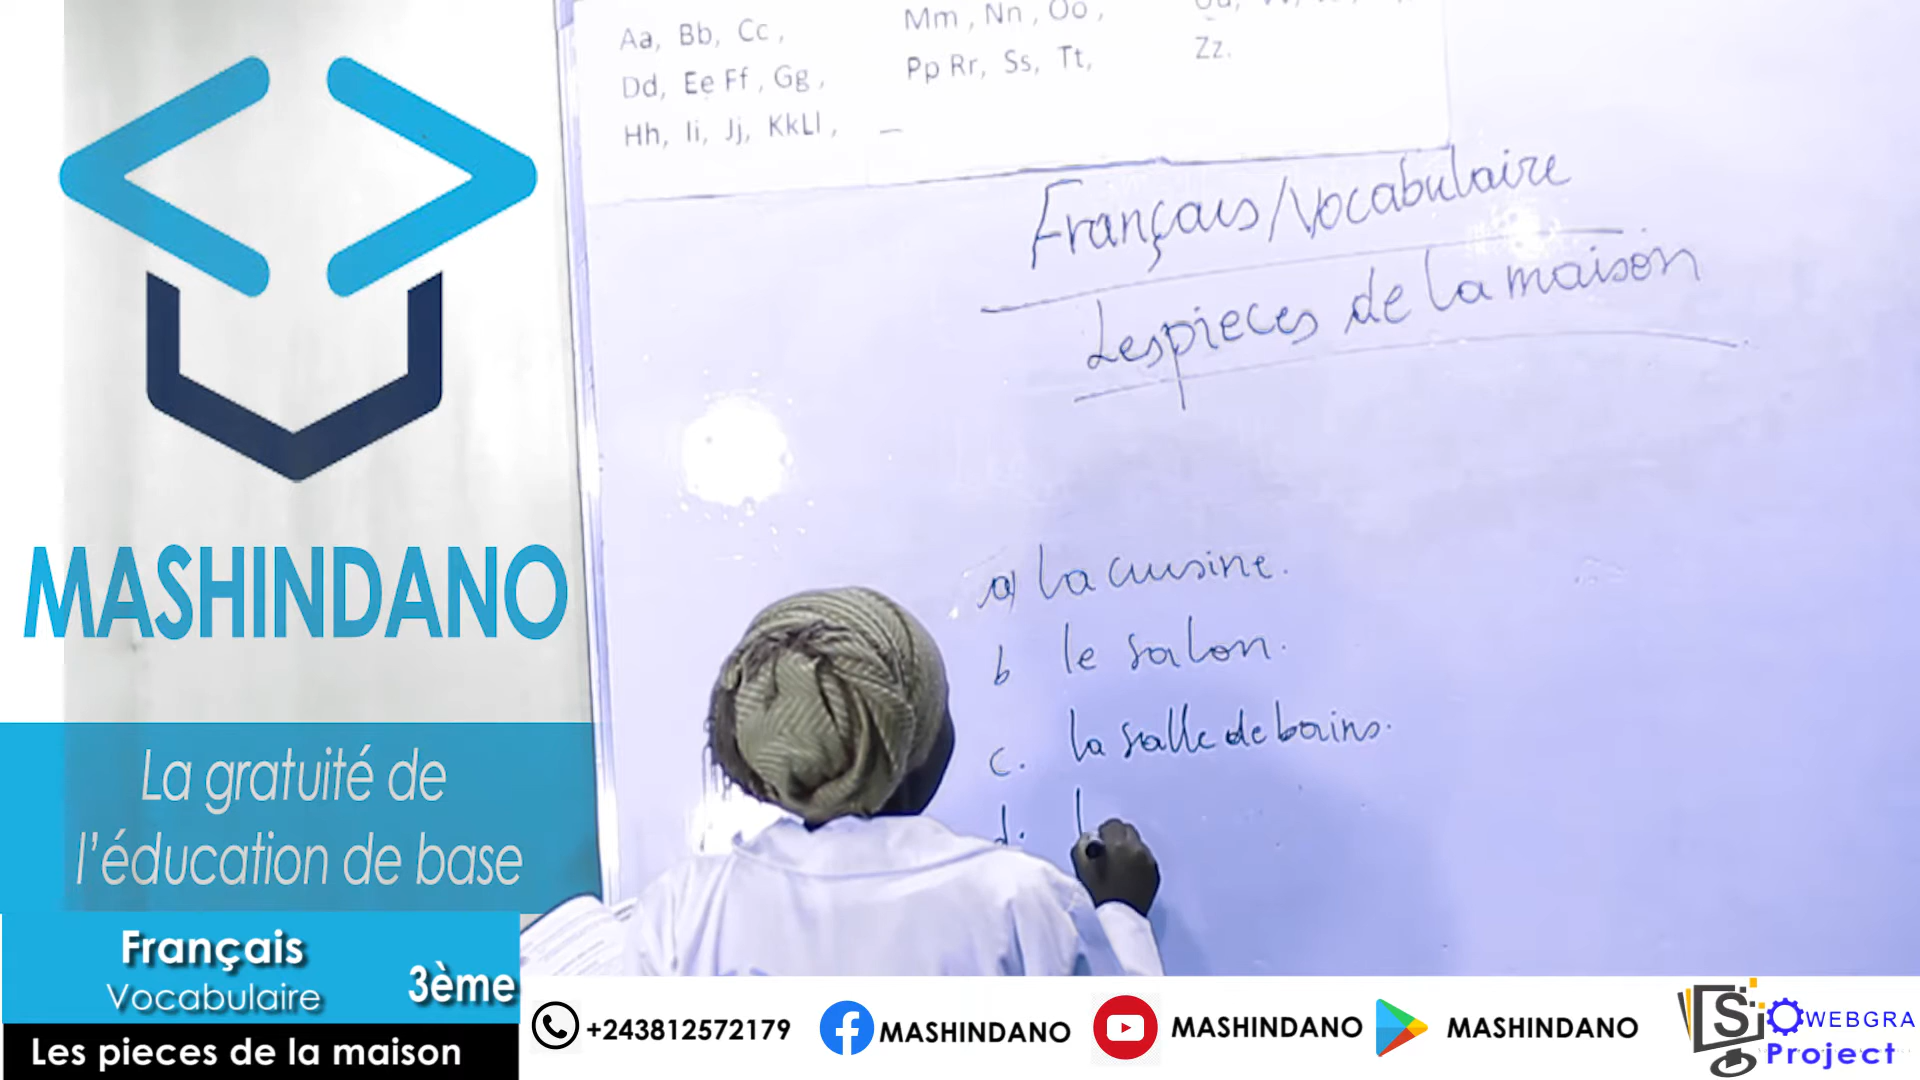 Aa, Bb, Cc,
Dd, Ee Ff, Gg,
Hh, Ii, Jj, KkLl,
Mm, Nn, Oo,
Pp Rr, Ss, Tt,
Zz.
Français/Vocabulaire
Les pieces de la maison
a) la cuisine.
b le salon.
c. la salle de bains.
d. l
MASHINDANO
La gratuité de
l'éducation de base
Français
Vocabulaire
3ème
Les pieces de la maison
+243812572179
MASHINDANO
MASHINDANO
MASHINDANO
WEBGRA
Project